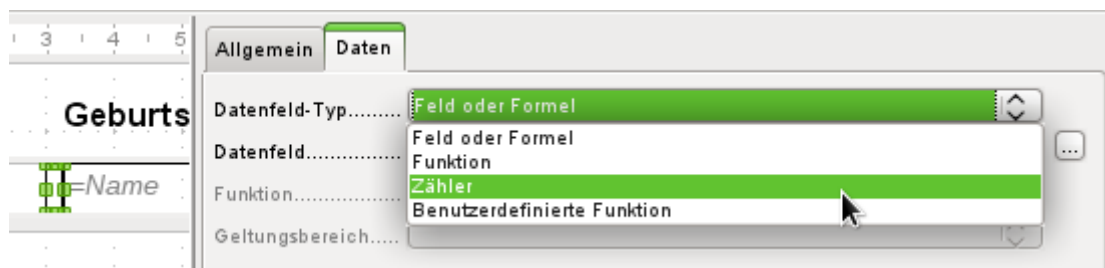 3 4 5
Allgemein Daten
Geburts
Datenfeld-Typ......... Feld oder Formel
Feld oder Formel
Datenfeld................ ...
Funktion
=Name
Funktion.................. Zähler
Benutzerdefinierte Funktion
Geltungsbereich.....